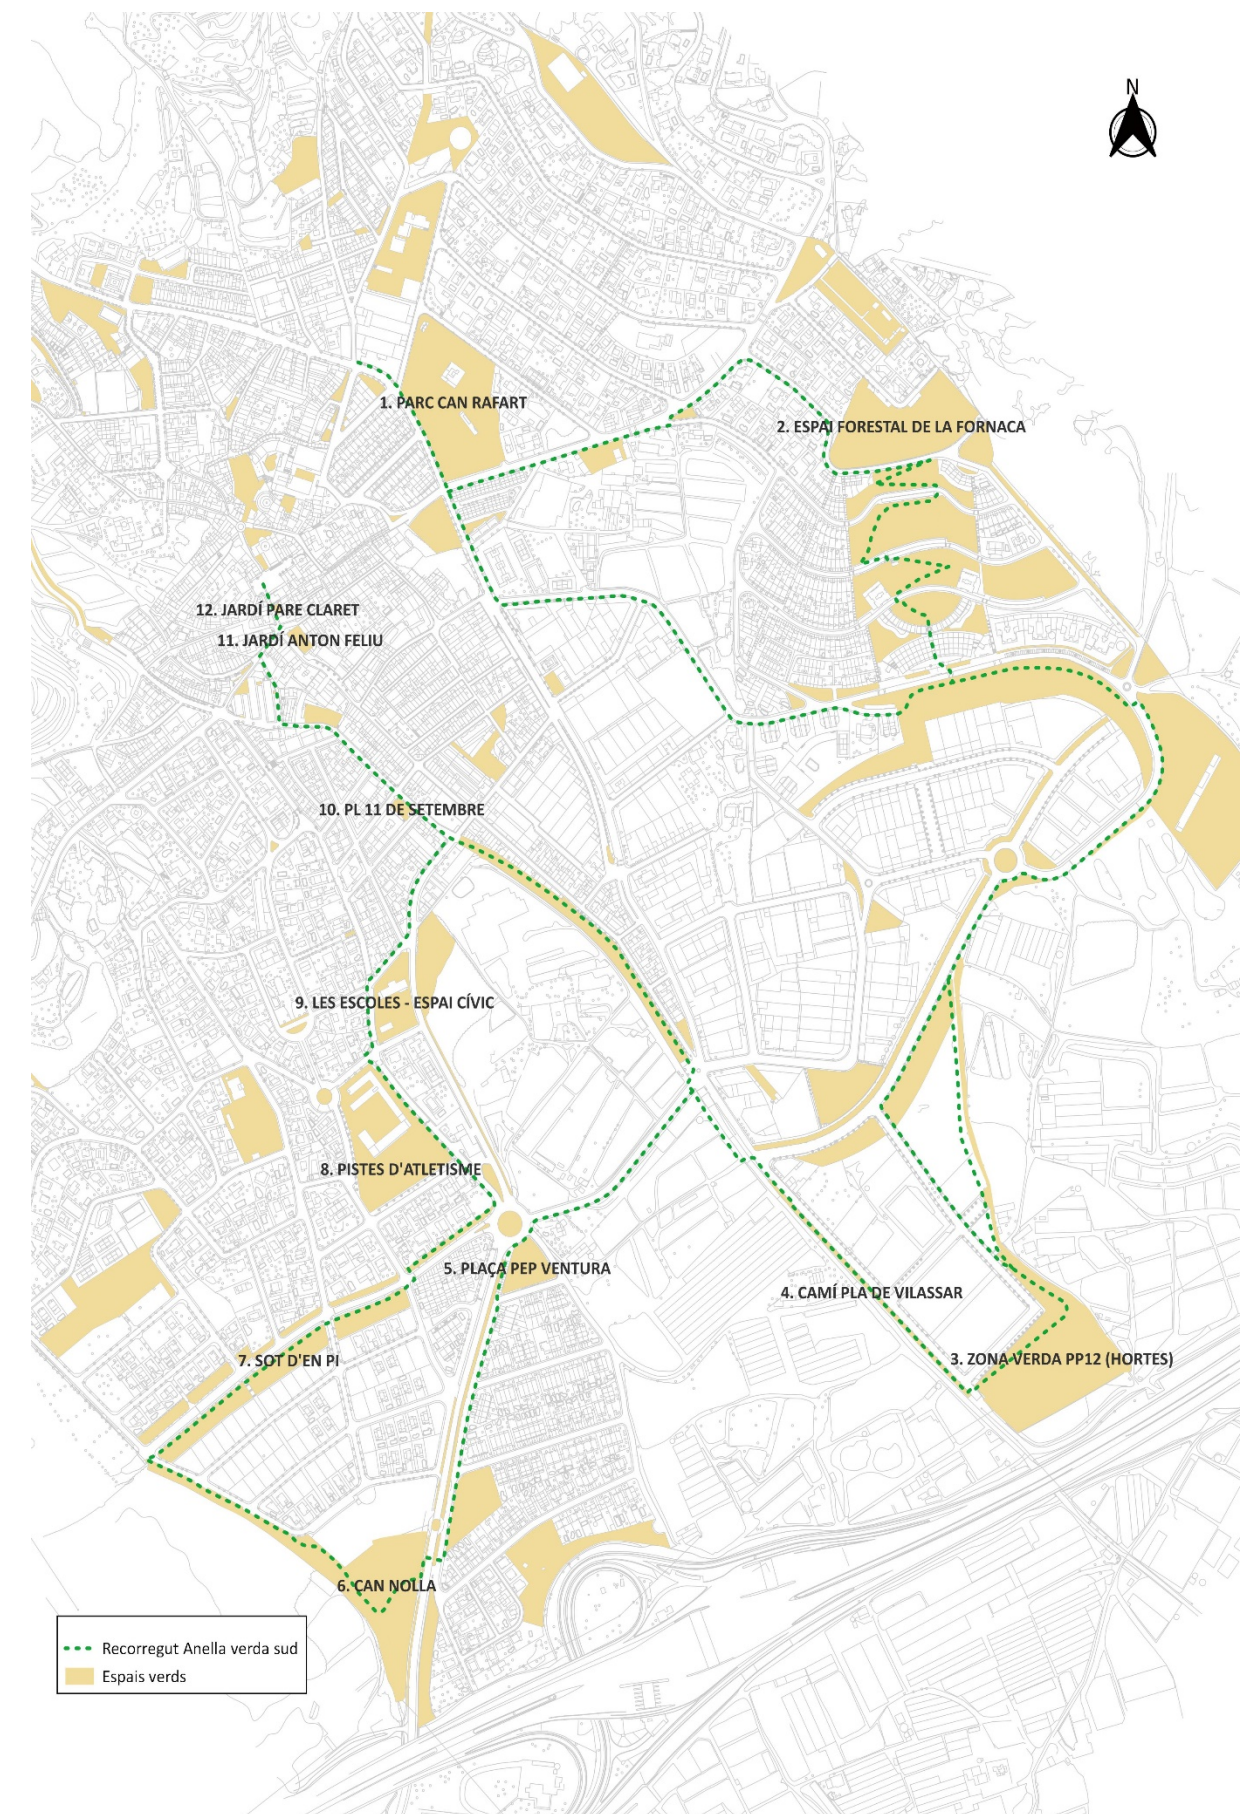 N
1. PARC CAN RAFART
2. ESPAI FORESTAL DE LA FORNACA
12. JARDÍ PARE CLARET
11. JARDÍ ANTON FELIU
10. PL 11 DE SETEMBRE
9. LES ESCOLES - ESPAI CÍVIC
8. PISTES D'ATLETISME
5. PLAÇA PEP VENTURA
4. CAMÍ PLA DE VILASSAR
7. SOT D'EN PI
3. ZONA VERDA PP12 (HORTES)
6. CAN NOLLA
Recorregut Anella verda sud
Espais verds